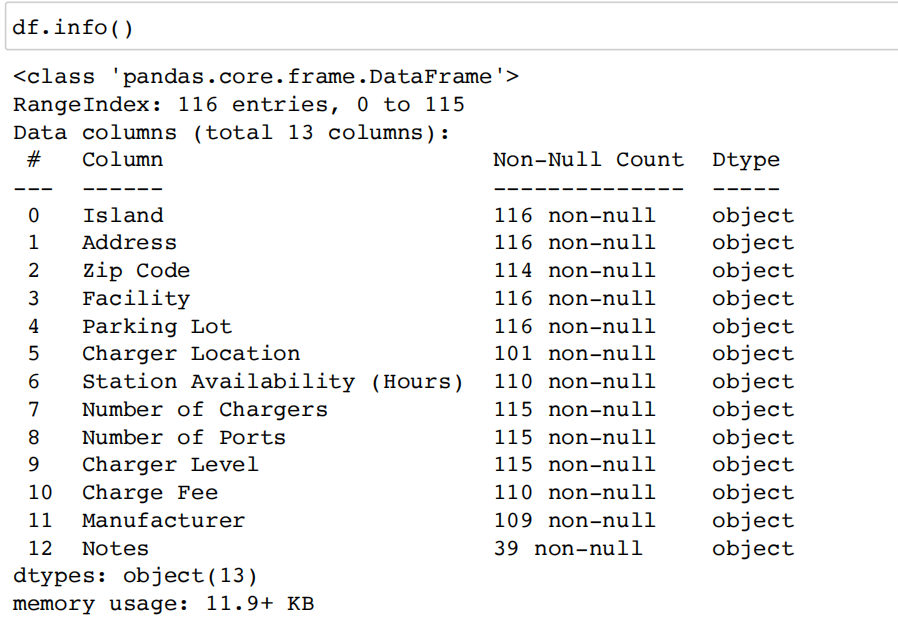 df.info()
<class 'pandas.core.frame.DataFrame'>
RangeIndex: 116 entries, 0 to 115
Data columns (total 13 columns):
 #   Column                        Non-Null Count  Dtype
---  ------                        --------------  -----
 0   Island                        116 non-null    object
 1   Address                       116 non-null    object
 2   Zip Code                      114 non-null    object
 3   Facility                      116 non-null    object
 4   Parking Lot                   116 non-null    object
 5   Charger Location              101 non-null    object
 6   Station Availability (Hours)  110 non-null    object
 7   Number of Chargers            115 non-null    object
 8   Number of Ports               115 non-null    object
 9   Charger Level                 115 non-null    object
 10  Charge Fee                    110 non-null    object
 11  Manufacturer                  109 non-null    object
 12  Notes                         39 non-null     object
dtypes: object(13)
memory usage: 11.9+ KB